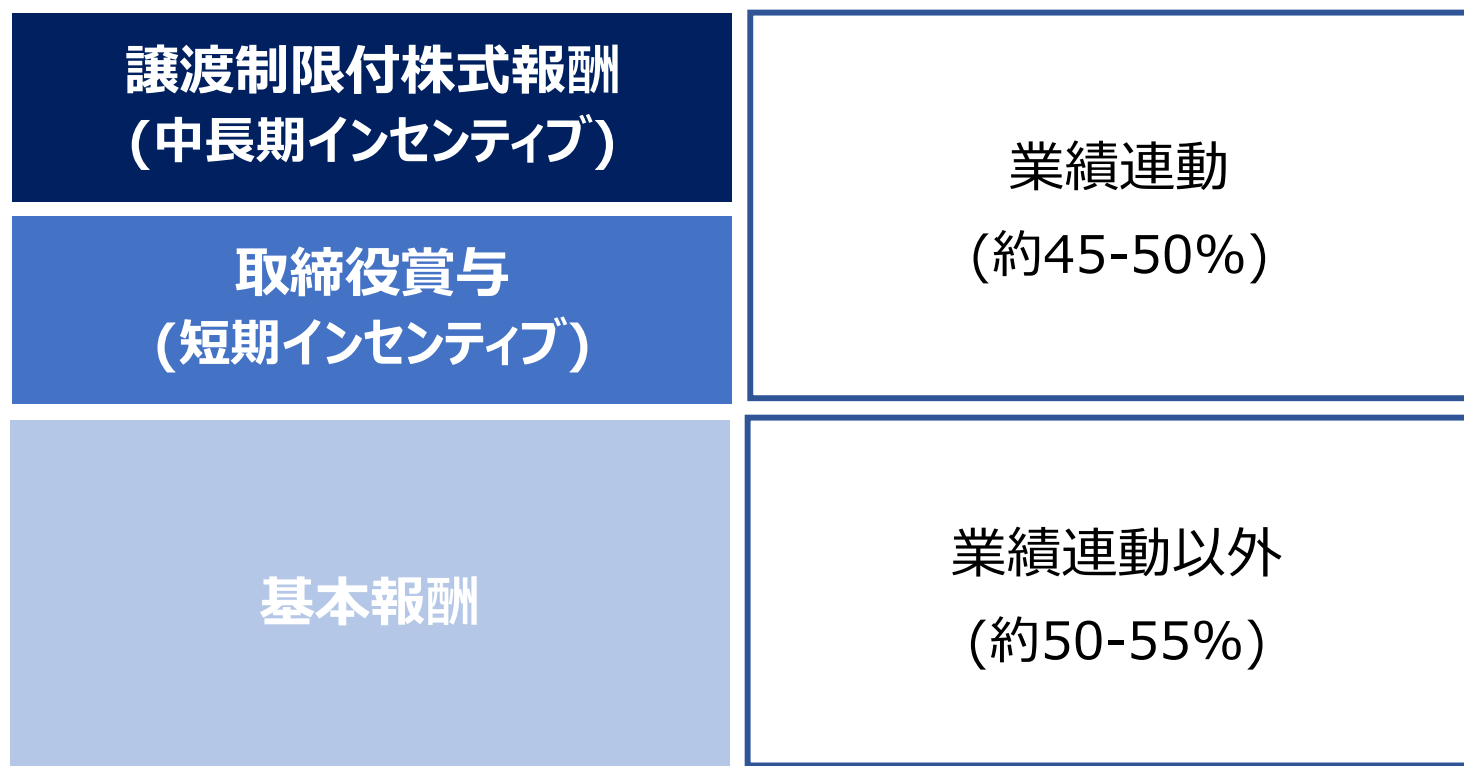 譲渡制限付株式報酬
(中長期インセンティブ)
業績連動
(約45-50%)
取締役賞与
(短期インセンティブ)
基本報酬
業績連動以外
(約50-55%)